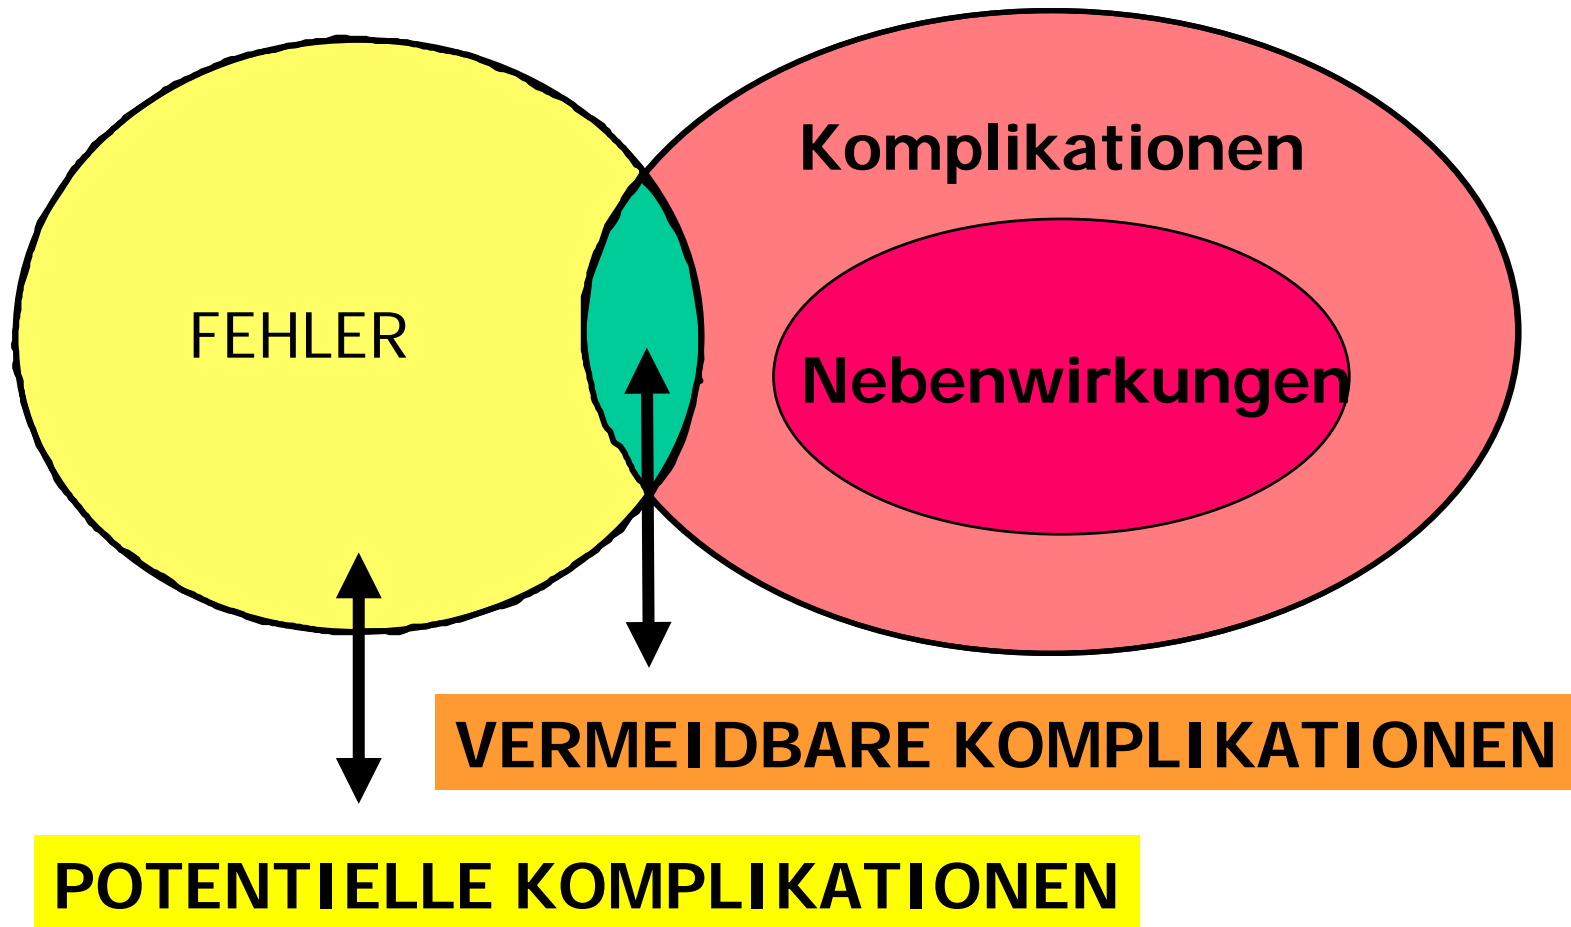 Komplikationen
FEHLER
Nebenwirkungen
VERMEIDBARE KOMPLIKATIONEN
POTENTIELLE KOMPLIKATIONEN